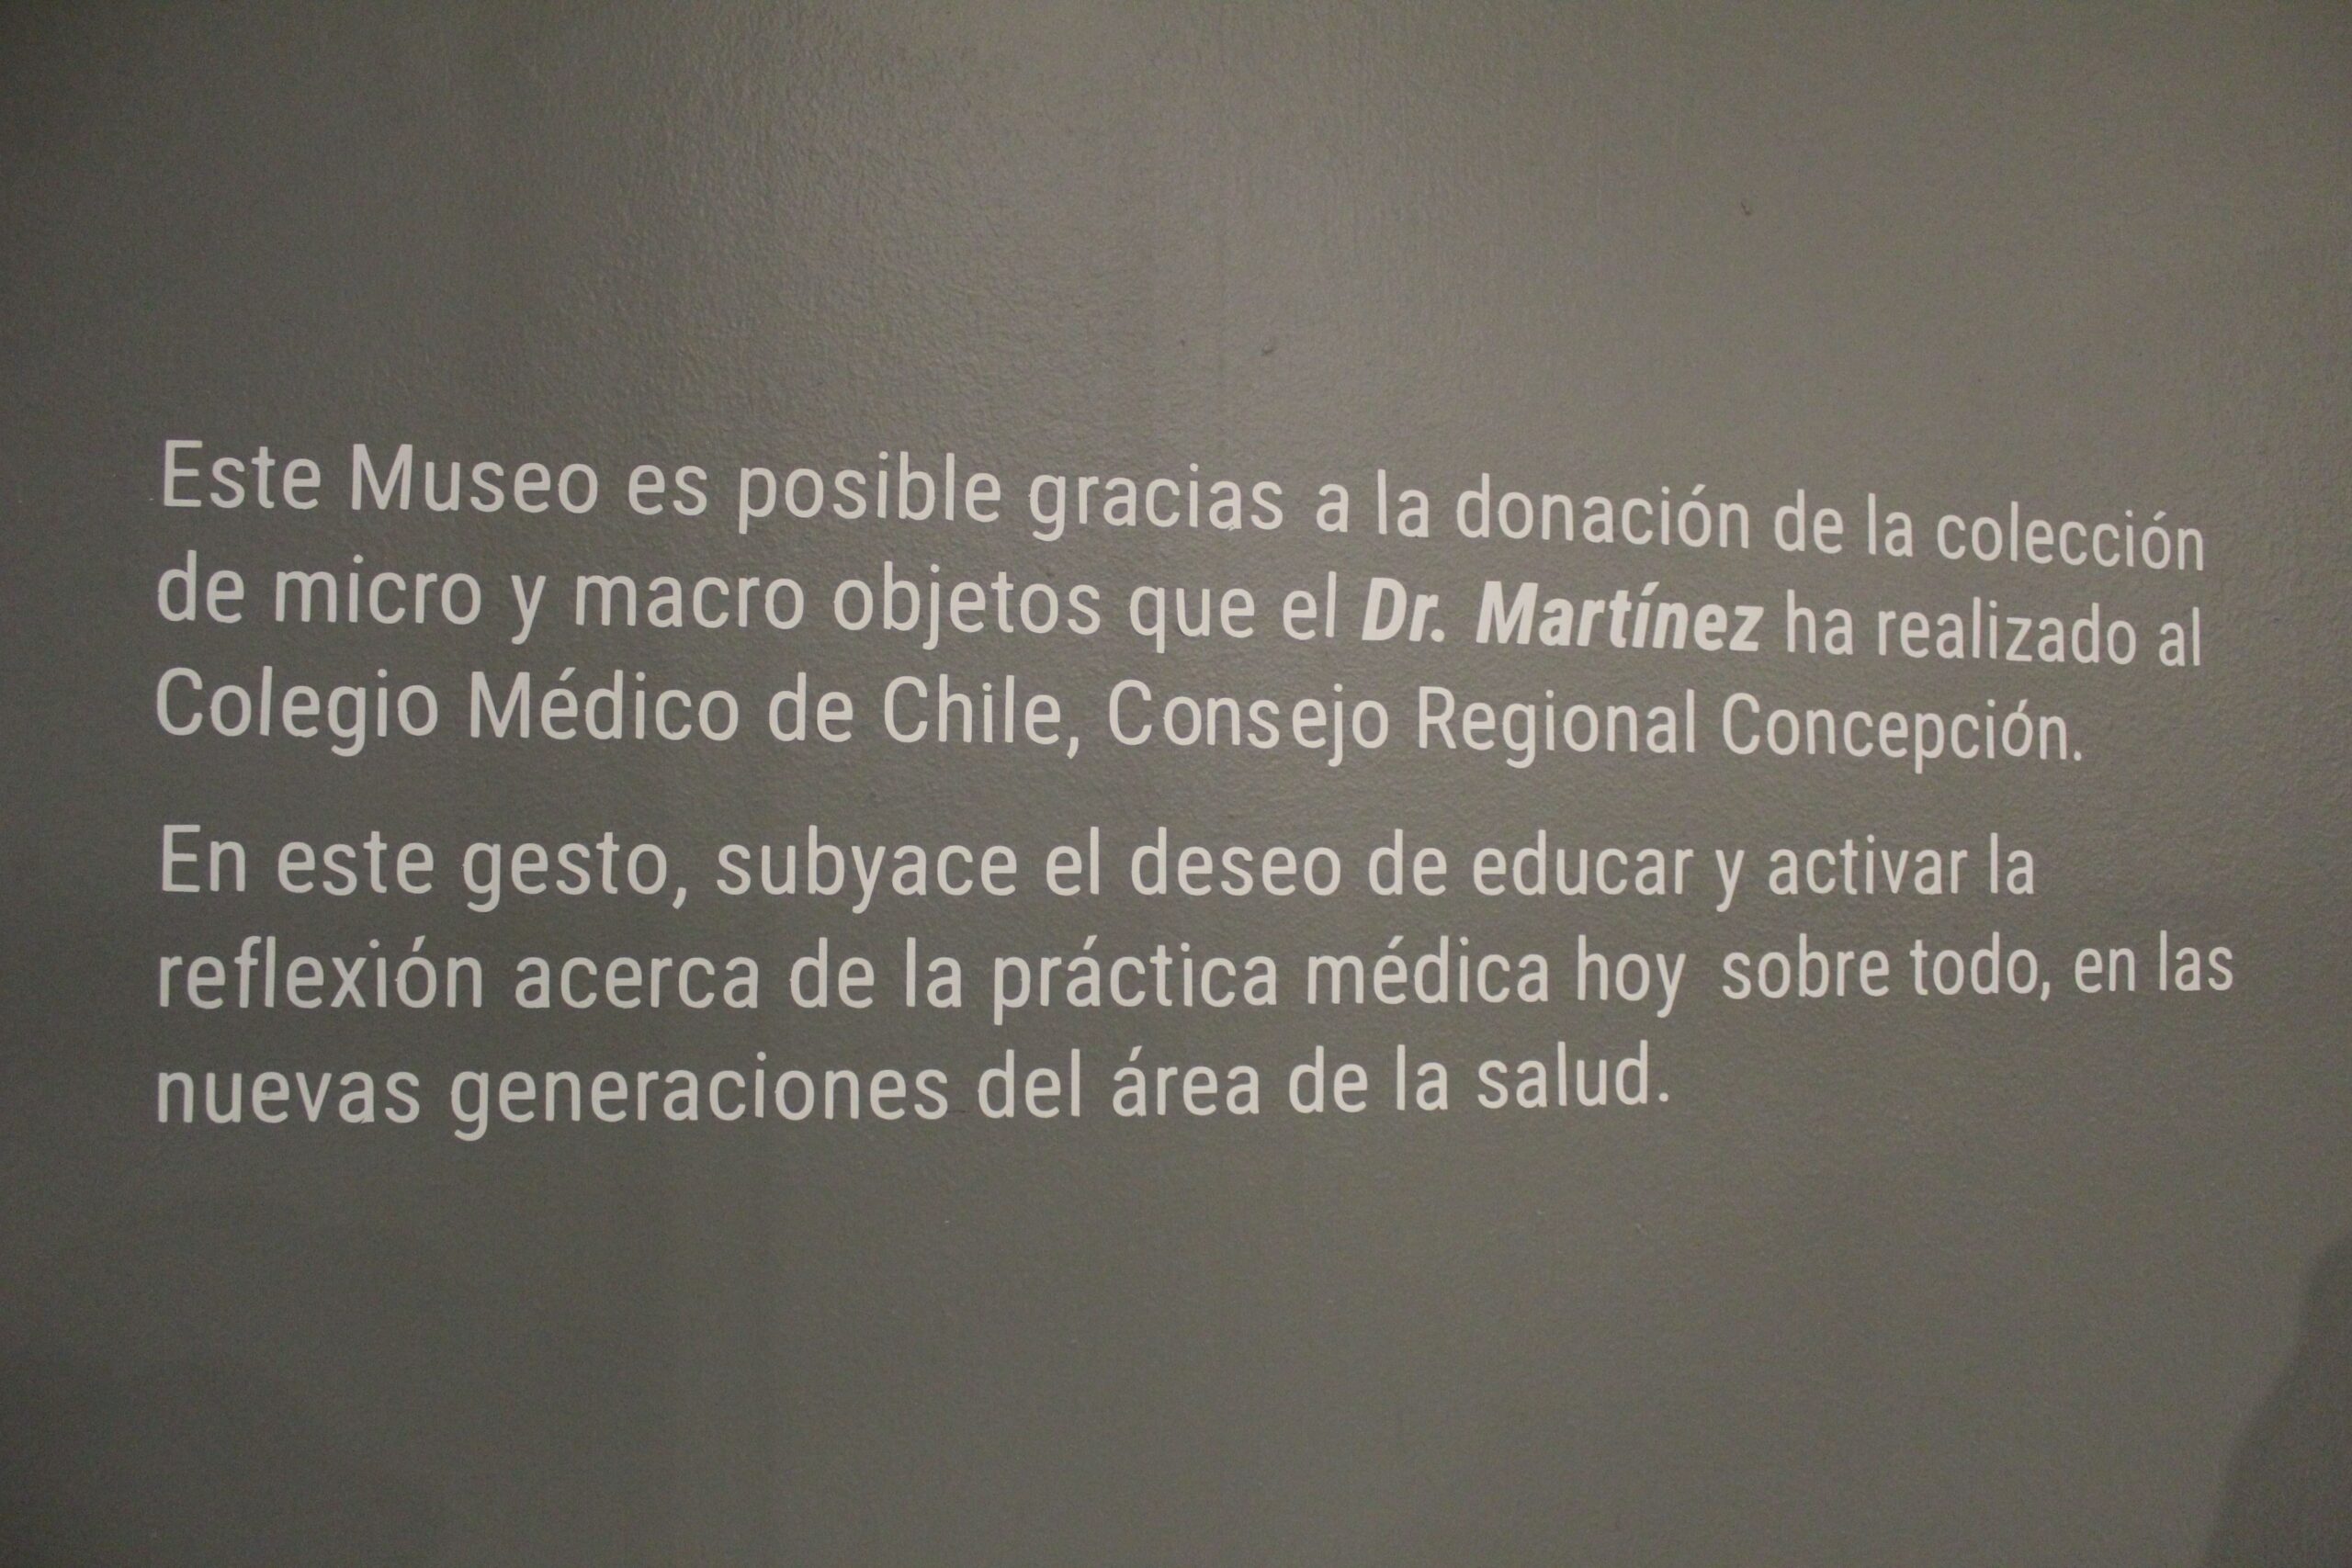 Este Museo es posible gracias a la donación de la colección
de micro y macro objetos que el Dr. Martínez ha realizado al
Colegio Médico de Chile, Consejo Regional Concepción.
En este gesto, subyace el deseo de educar y activar la
reflexión acerca de la práctica médica hoy sobre todo, en las
nuevas generaciones del área de la salud.